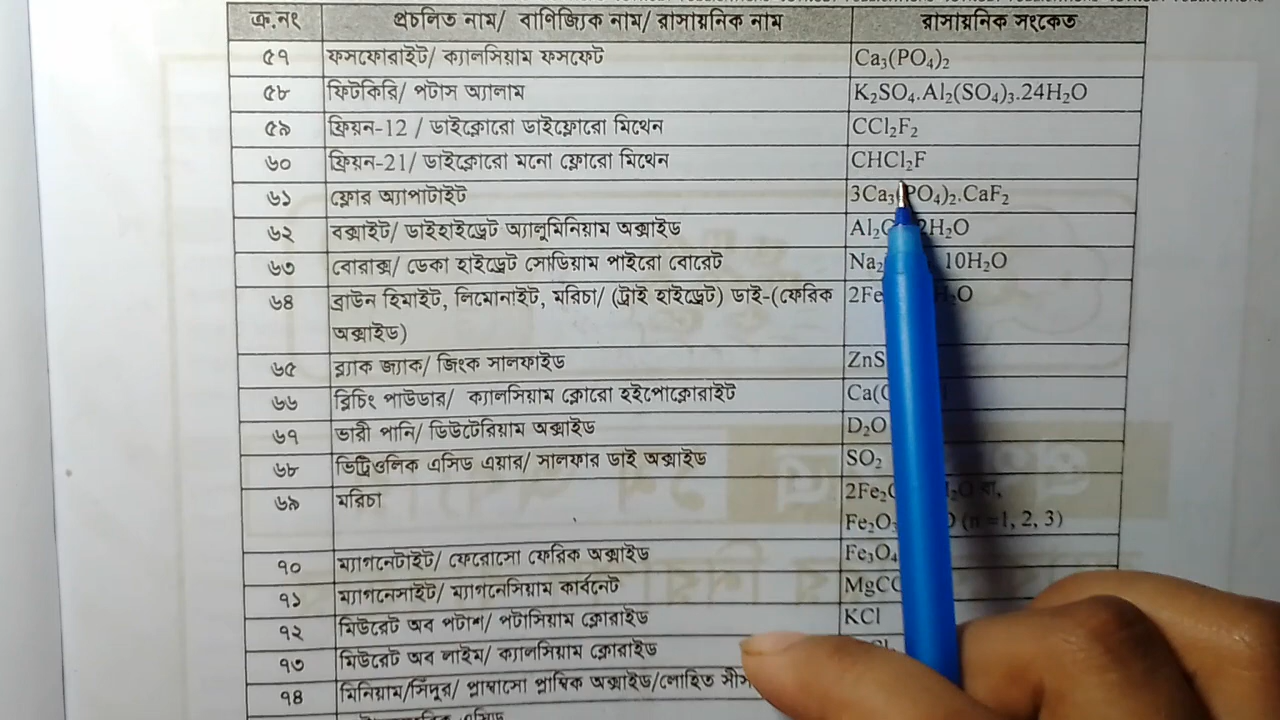 ক্র.নং প্রচলিত নাম/ বাণিজ্যিক নাম/ রাসায়নিক নাম রাসায়নিক সংকেত
৫৭ ফসফোরাইট/ ক্যালসিয়াম ফসফেট Ca₃(PO₄)₂
৫৮ ফিটকিরি/ পটাস অ্যালাম K₂SO₄.Al₂(SO₄)₃.24H₂O
৫৯ ফ্রিয়ন-12 / ডাইক্লোরো ডাইফ্লোরো মিথেন CCl₂F₂
৬০ ফ্রিয়ন-21/ ডাইক্লোরো মনো ফ্লোরো মিথেন CHCl₂F
৬১ ফ্লোর অ্যাপাটাইট 3Ca₃(PO₄)₂.CaF₂
৬২ বক্সাইট/ ডাইহাইড্রেট অ্যালুমিনিয়াম অক্সাইড 2H₂O
৬৩ বোরাক্স/ ডেকা হাইড্রেট সোডিয়াম পাইরো বোরেট Na₂ 10H₂O
৬৪ ব্রাউন হিমাইট, লিমোনাইট, মরিচা/ (ট্রাই হাইড্রেট) ডাই-(ফেরিক 2Fe
অক্সাইড)
৬৫ ব্ল্যাক জ্যাক/ জিংক সালফাইড ZnS
৬৬ ব্লিচিং পাউডার/ ক্যালসিয়াম ক্লোরো হইপোক্লোরাইট
৬৭ ভারী পানি/ ডিউটেরিয়াম অক্সাইড D₂O
৬৮ ভিট্রিওলিক এসিড এয়ার/ সালফার ডাই অক্সাইড SO₂
৬৯ মরিচা 2Fe₂ বা,
Fe₂O₃ (n =1, 2, 3)
৭০ ম্যাগনেটাইট/ ফেরোসো ফেরিক অক্সাইড Fe₃O₄
৭১ ম্যাগনেসাইট/ ম্যাগনেসিয়াম কার্বনেট
৭২ মিউরেট অব পটাশ/ পটাসিয়াম ক্লোরাইড KCl
৭৩ মিউরেট অব লাইম/ ক্যালসিয়াম ক্লোরাইড
৭৪ মিনিয়াম/সিঁদুর/ প্লাম্বাসো প্লাম্বিক অক্সাইড/লোহিত